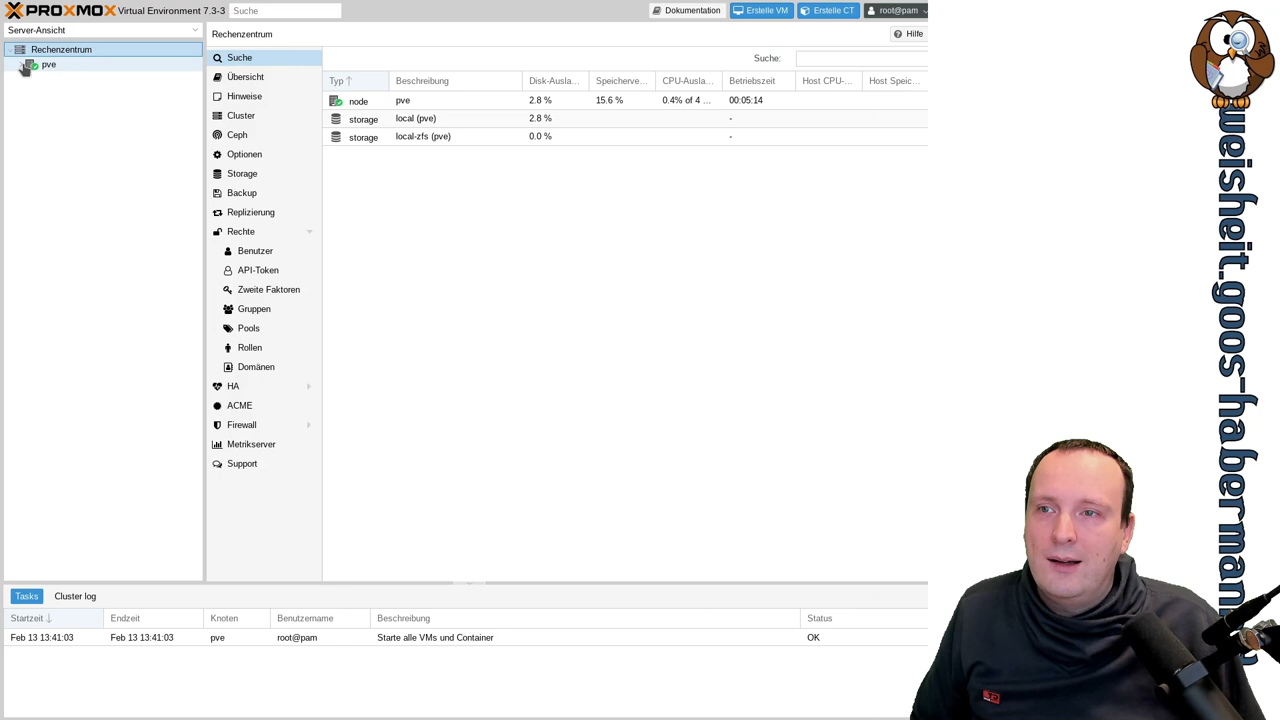 PROXMOX Virtual Environment 7.3-3 Suche Dokumentation Erstelle VM Erstelle CT root@pam
Server-Ansicht
Rechenzentrum
pve
Rechenzentrum Hilfe
Suche
Übersicht
Hinweise
Cluster
Ceph
Optionen
Storage
Backup
Replizierung
Rechte
Benutzer
API-Token
Zweite Faktoren
Gruppen
Pools
Rollen
Domänen
HA
ACME
Firewall
Metrikserver
Support
Suche:
Typ Beschreibung Disk-Ausla... Speicherve... CPU-Ausla... Betriebszeit Host CPU-... Host Speic...
node pve 2.8 % 15.6 % 0.4% of 4 ... 00:05:14
storage local (pve) 2.8 % -
storage local-zfs (pve) 0.0 % -
Tasks Cluster log
Startzeit Endzeit Knoten Benutzername Beschreibung Status
Feb 13 13:41:03 Feb 13 13:41:03 pve root@pam Starte alle VMs und Container OK